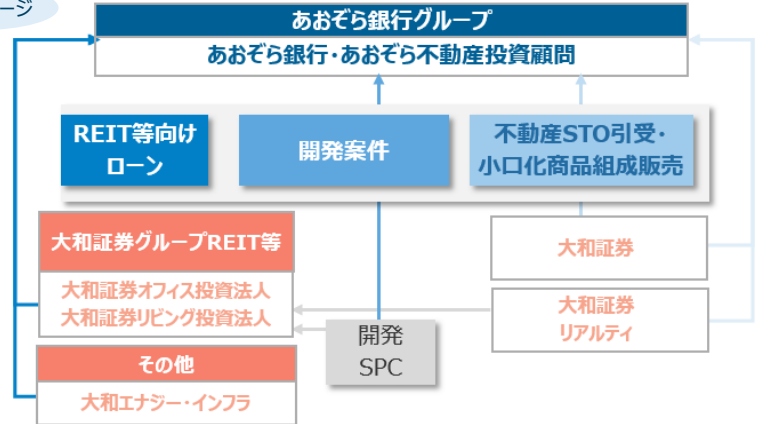 ージ
あおぞら銀行グループ
あおぞら銀行・あおぞら不動産投資顧問
REIT等向け
ローン
開発案件
不動産STO引受・
小口化商品組成販売
大和証券グループREIT等
大和証券オフィス投資法人
大和証券リビング投資法人
大和証券
大和証券
リアルティ
開発
SPC
その他
大和エナジー・インフラ